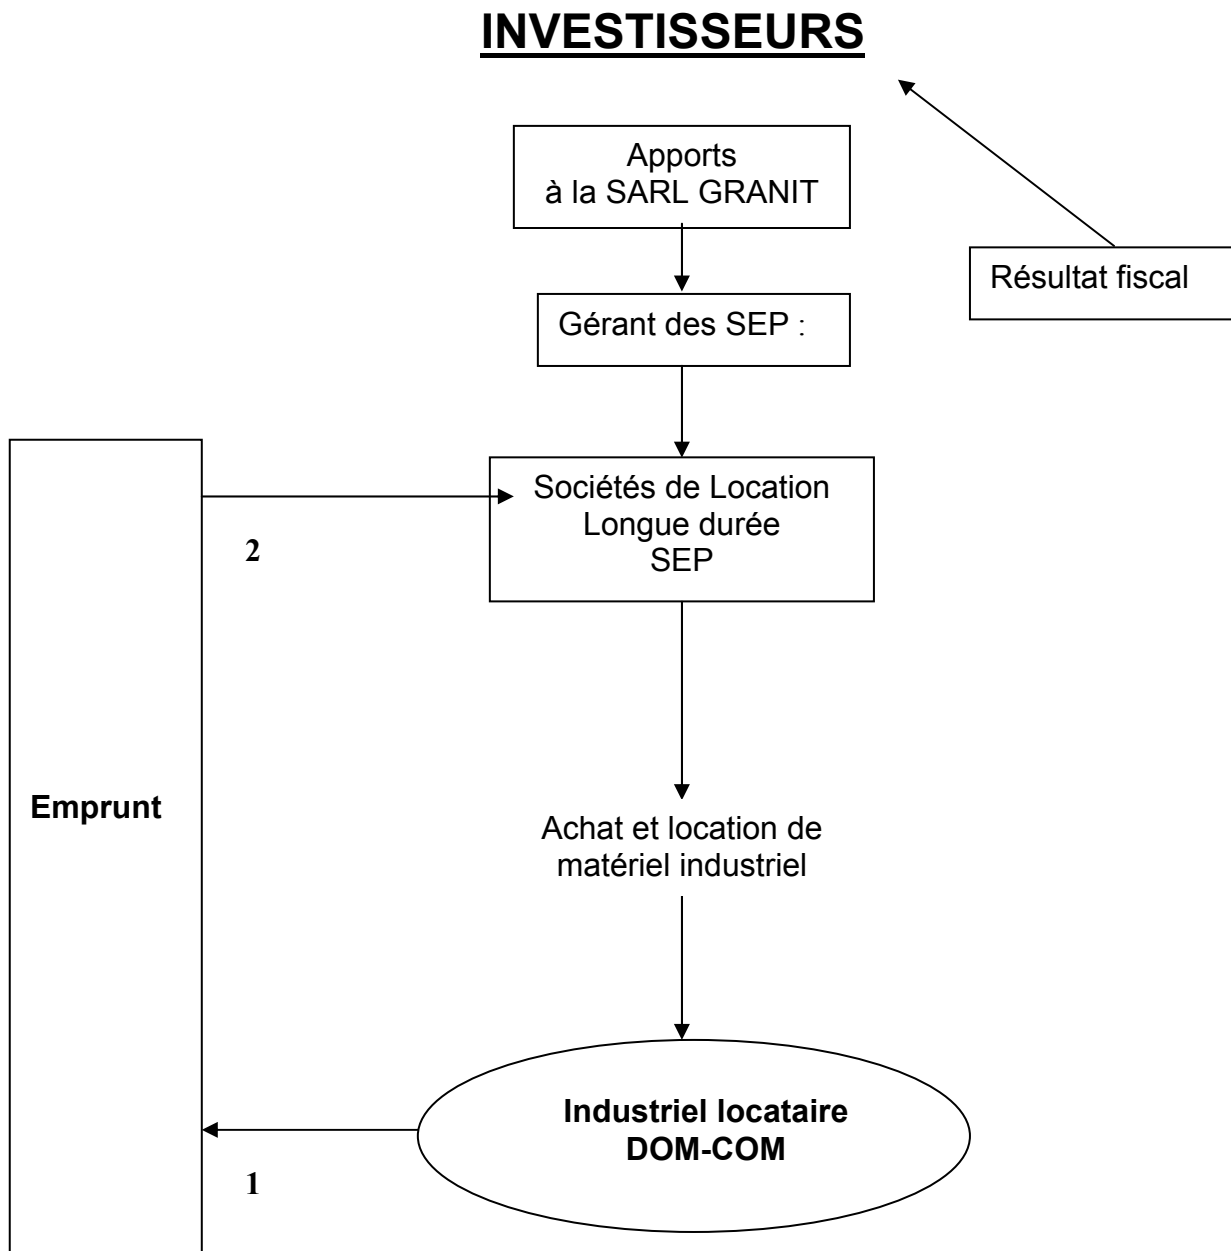 INVESTISSEURS
Apports
à la SARL GRANIT
Résultat fiscal
Gérant des SEP :
Sociétés de Location
Longue durée
SEP
2
Emprunt
Achat et location de
matériel industriel
Industriel locataire
DOM-COM
1